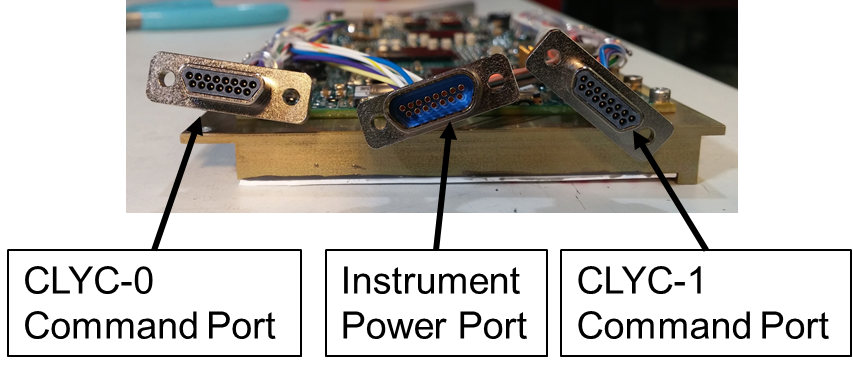 CLYC-0
Command Port
Instrument
Power Port
CLYC-1
Command Port